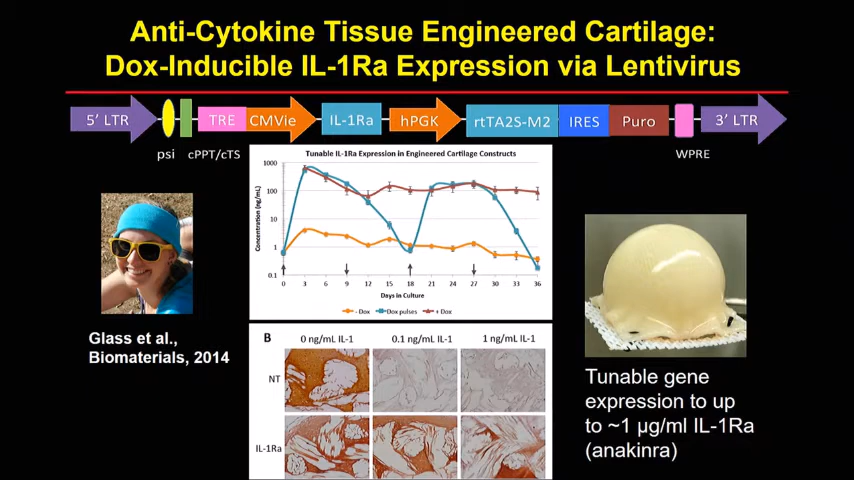 Anti-Cytokine Tissue Engineered Cartilage:
Dox-Inducible IL-1Ra Expression via Lentivirus
5' LTR TRE CMVie IL-1Ra hPGK rtTA2S-M2 IRES Puro 3' LTR
psi cPPT/cTS WPRE
Tunable IL-1Ra Expression in Engineered Cartilage Constructs
Concentration (ng/mL)
1000
100
10
1
0.1
0 3 6 9 12 15 18 21 24 27 30 33 36
Days in Culture
- Dox Dox pulses + Dox
Glass et al.,
Biomaterials, 2014
B 0 ng/mL IL-1 0.1 ng/mL IL-1 1 ng/mL IL-1
NT
IL-1Ra
Tunable gene
expression to up
to ~1 µg/ml IL-1Ra
(anakinra)